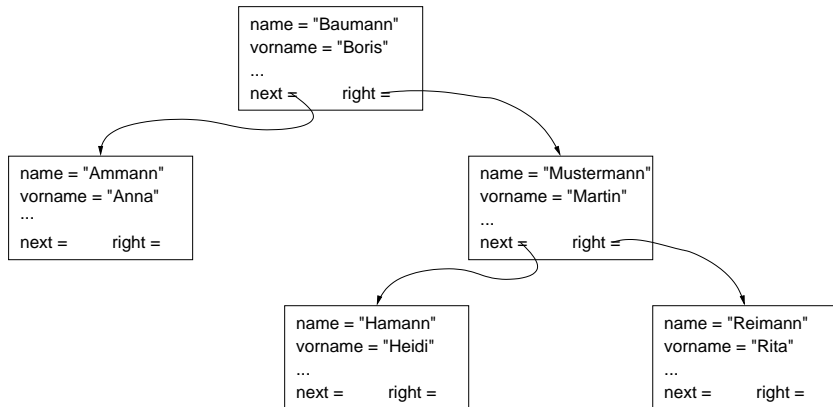 name = "Baumann"
vorname = "Boris"
...
next = right =
name = "Ammann"
vorname = "Anna"
...
next = right =
name = "Mustermann"
vorname = "Martin"
...
next = right =
name = "Hamann"
vorname = "Heidi"
...
next = right =
name = "Reimann"
vorname = "Rita"
...
next = right =